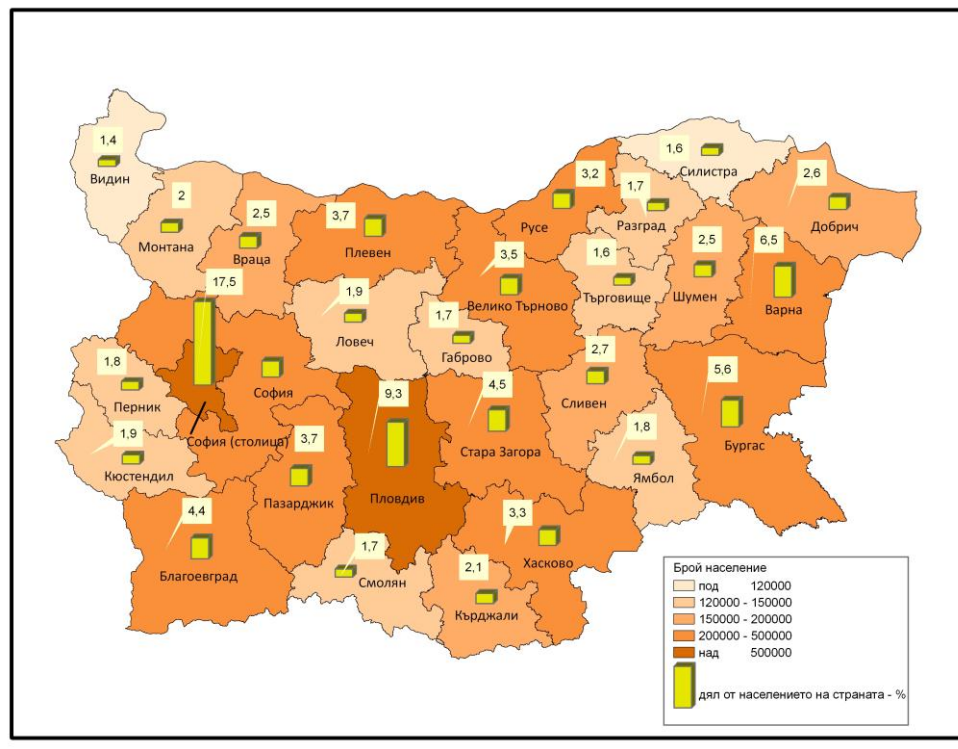 1,4
Видин
1,6
Силистра
3,2
Русе
1,7
Разград
2,6
Добрич
2
Монтана
2,5
Враца
3,7
Плевен
3,5
Велико Търново
1,6
Търговище
2,5
Шумен
6,5
Варна
17,5
1,9
Ловеч
1,7
Габрово
1,8
Перник
София
София (столица)
9,3
Пловдив
4,5
Стара Загора
2,7
Сливен
5,6
Бургас
1,9
Кюстендил
3,7
Пазарджик
1,8
Ямбол
4,4
Благоевград
1,7
Смолян
2,1
Кърджали
3,3
Хасково
Брой население
под 120000
120000 - 150000
150000 - 200000
200000 - 500000
над 500000
дял от населението на страната - %